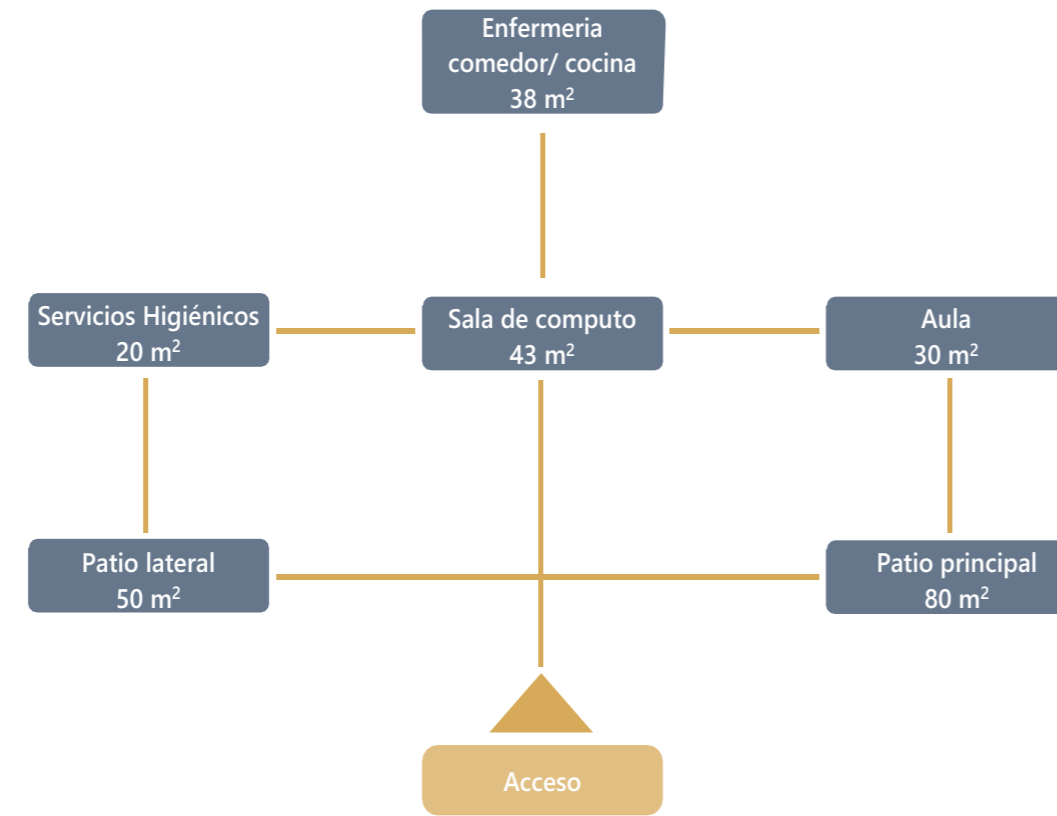 Enfermeria
comedor/ cocina
38 m²
Servicios Higiénicos
20 m²
Sala de computo
43 m²
Aula
30 m²
Patio lateral
50 m²
Patio principal
80 m²
Acceso